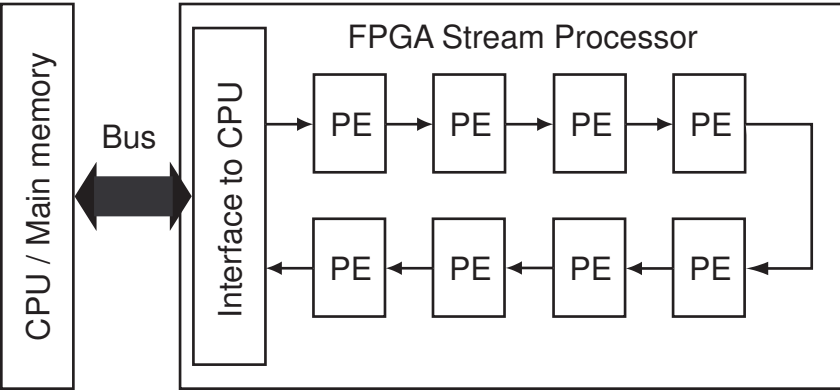 CPU / Main memory
Bus
Interface to CPU
FPGA Stream Processor
PE PE PE PE
PE PE PE PE